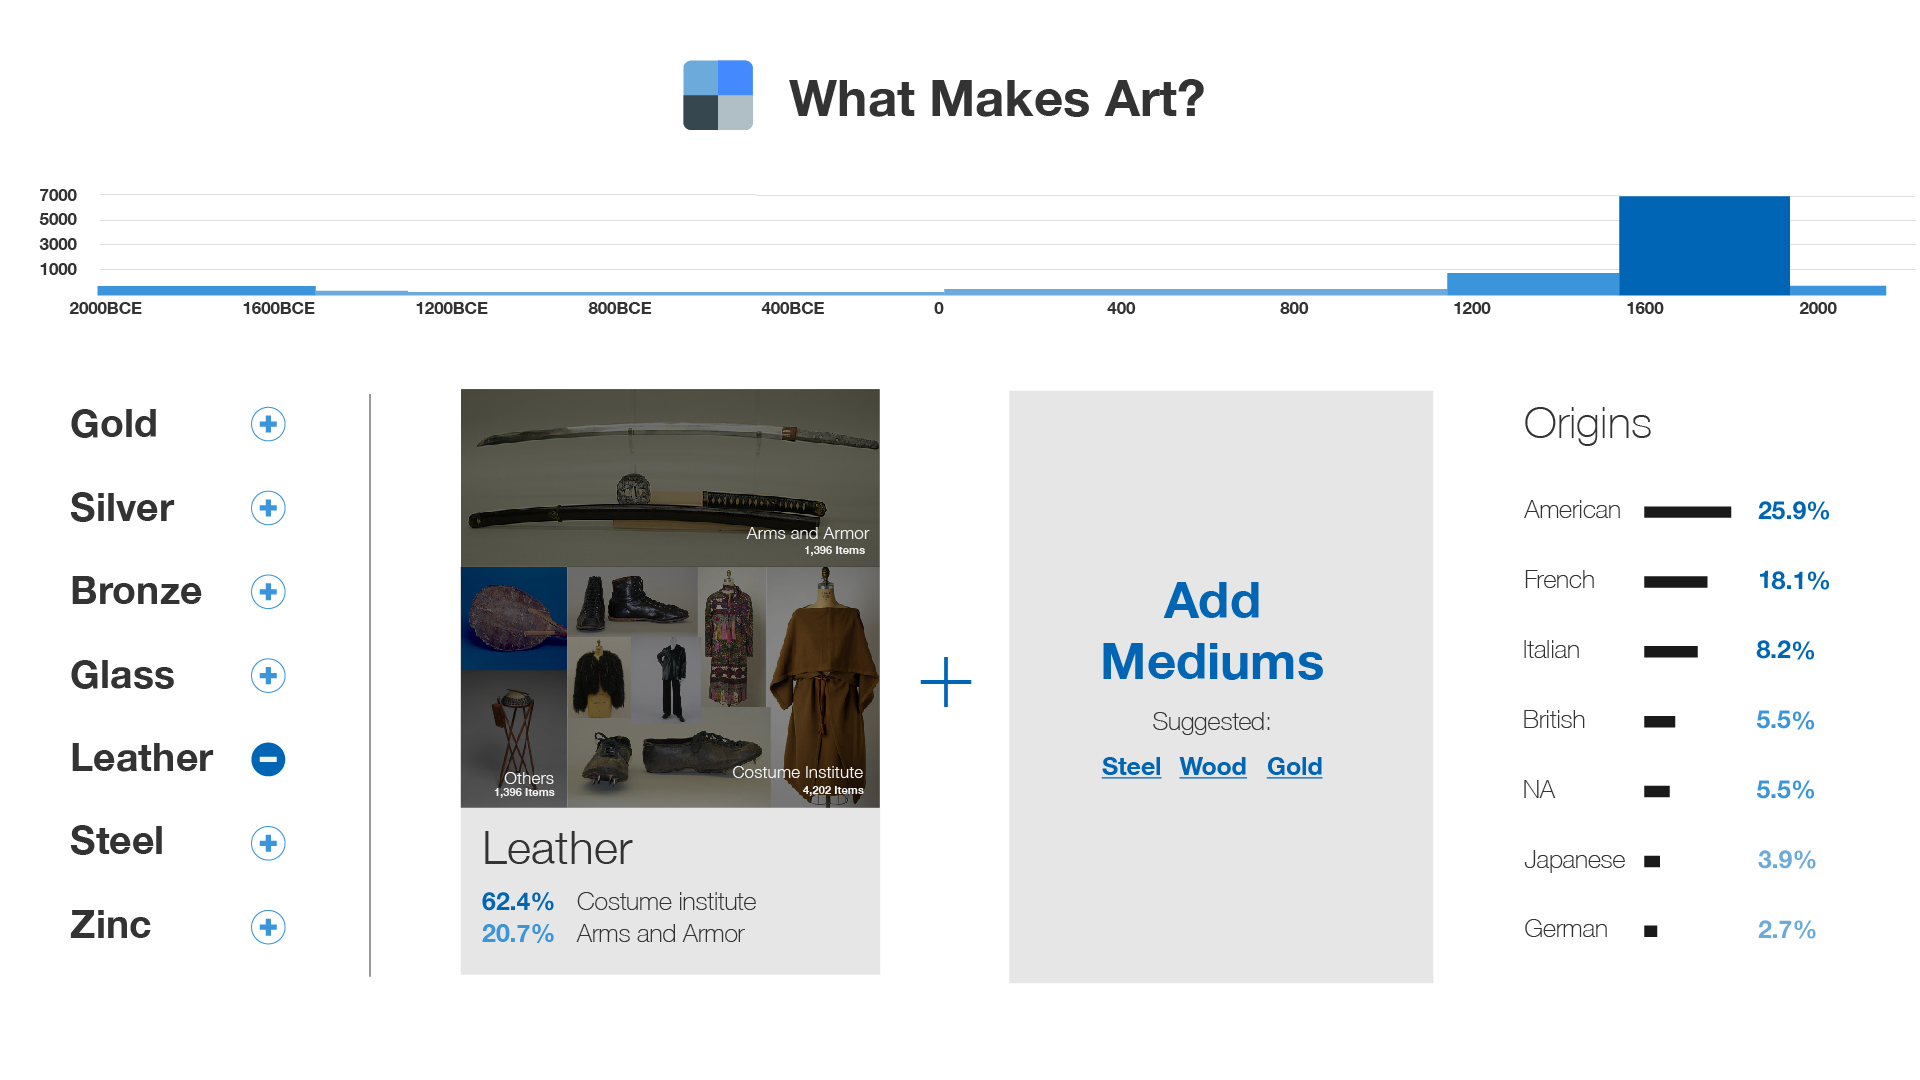 What Makes Art?
7000
5000
3000
1000
2000BCE 1600BCE 1200BCE 800BCE 400BCE 0 400 800 1200 1600 2000
Gold
Silver
Bronze
Glass
Leather
Steel
Zinc
Arms and Armor
1,396 Items
Others
1,396 Items
Costume Institute
4,202 Items
Leather
62.4% Costume institute
20.7% Arms and Armor
Add
Mediums
Suggested:
Steel Wood Gold
Origins
American 25.9%
French 18.1%
Italian 8.2%
British 5.5%
NA 5.5%
Japanese 3.9%
German 2.7%